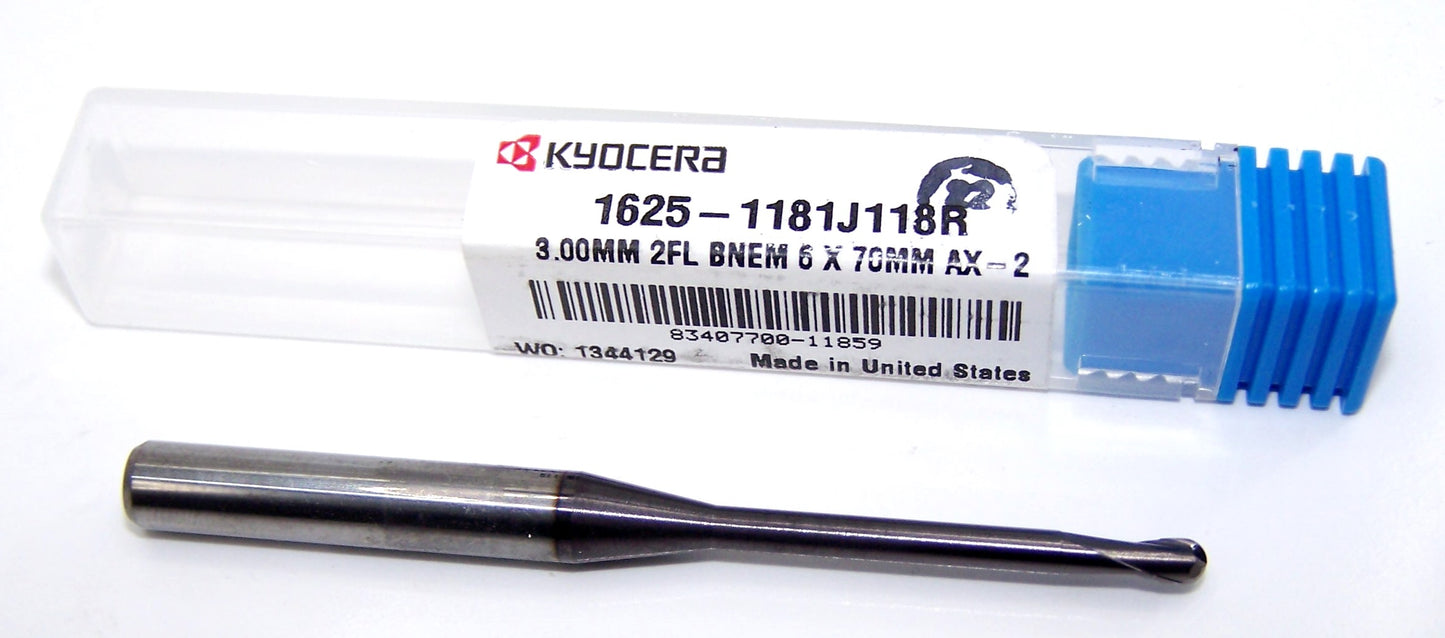 KYOCERA
1625-1181J118R
3.00MM 2FL BNEM 6 X 70MM AX-2
83407700-11859
WO: 1344129 Made in United States